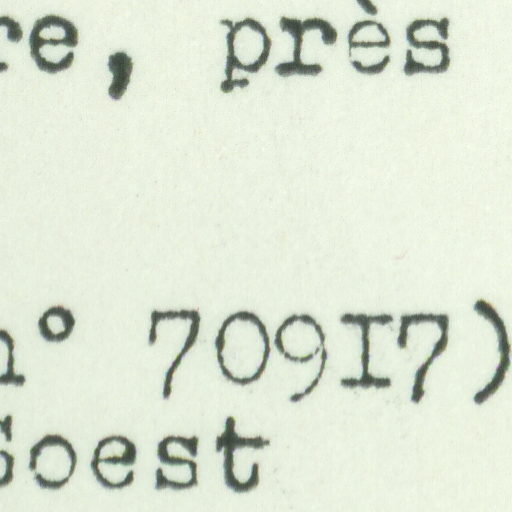 re, près
n° 709I7)
Soest